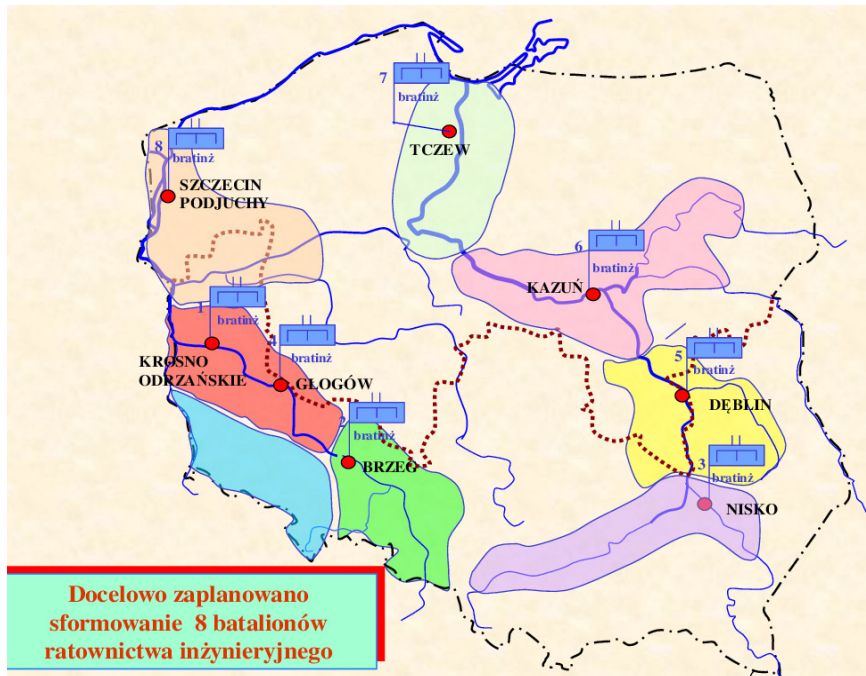 7
bratinż
TCZEW
8
bratinż
SZCZECIN
PODJUCHY
6
bratinż
KAZUŃ
1
bratinż
KROSNO
ODRZAŃSKIE
4
bratinż
GŁOGÓW
5
bratinż
DĘBLIN
2
bratinż
BRZEG
3
bratinż
NISKO
Docelowo zaplanowano
sformowanie 8 batalionów
ratownictwa inżynieryjnego